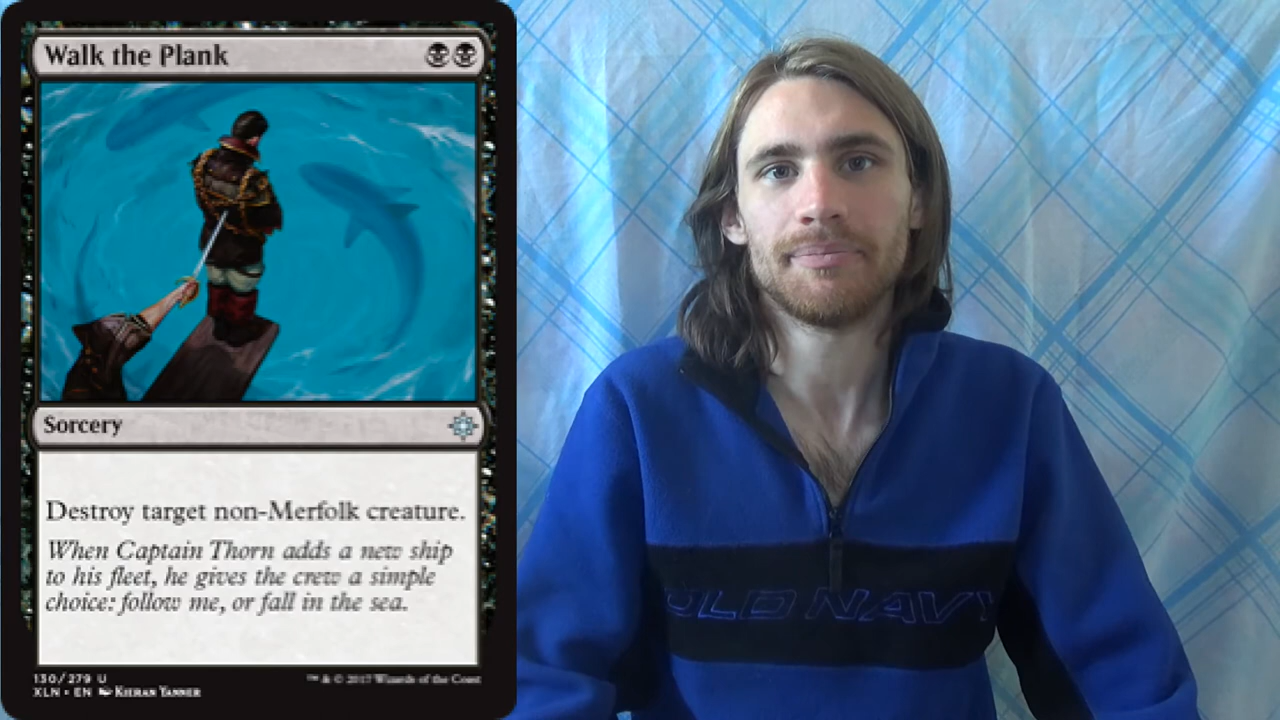 Walk the Plank
Sorcery
Destroy target non-Merfolk creature.
When Captain Thorn adds a new ship
to his fleet, he gives the crew a simple
choice: follow me, or fall in the sea.
130/279 U
XLN • EN Kieran Yanner
™ & © 2017 Wizards of the Coast
OLD NAVY